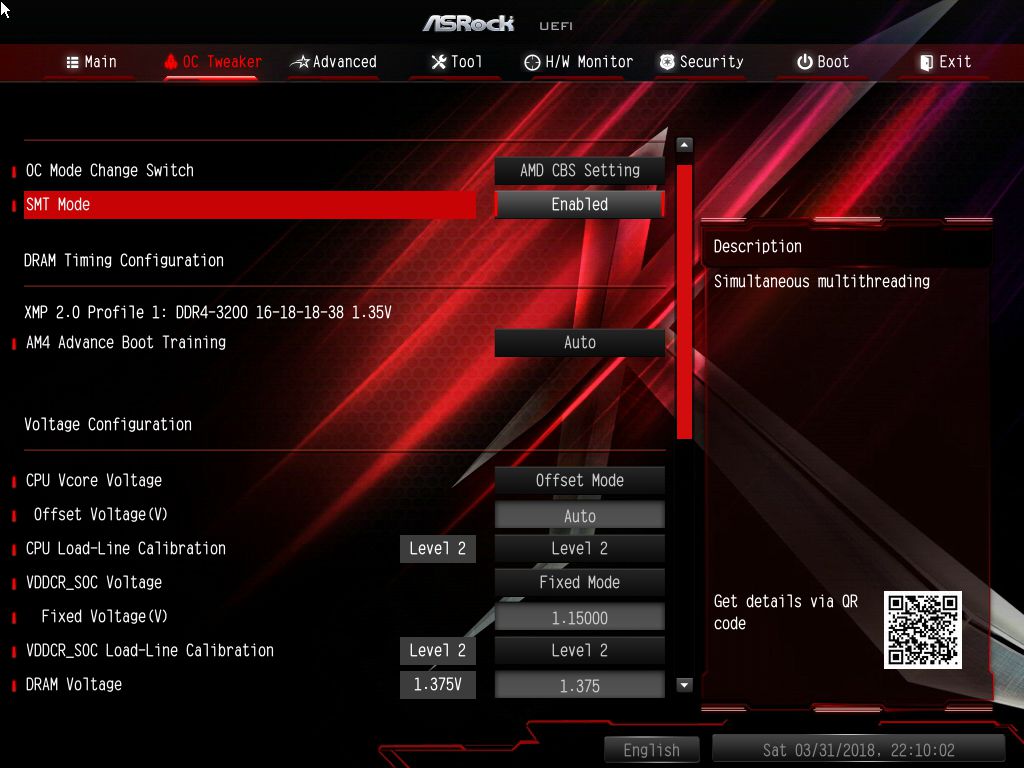 ASRock UEFI
Main OC Tweaker Advanced Tool H/W Monitor Security Boot Exit
OC Mode Change Switch AMD CBS Setting
SMT Mode Enabled
Description
DRAM Timing Configuration
Simultaneous multithreading
XMP 2.0 Profile 1: DDR4-3200 16-18-18-38 1.35V
AM4 Advance Boot Training Auto
Voltage Configuration
CPU Vcore Voltage Offset Mode
Offset Voltage(V) Auto
CPU Load-Line Calibration Level 2 Level 2
VDDCR_SOC Voltage Fixed Mode
Fixed Voltage(V) 1.15000
Get details via QR
code
VDDCR_SOC Load-Line Calibration Level 2 Level 2
DRAM Voltage 1.375V 1.375
English Sat 03/31/2018, 22:10:02